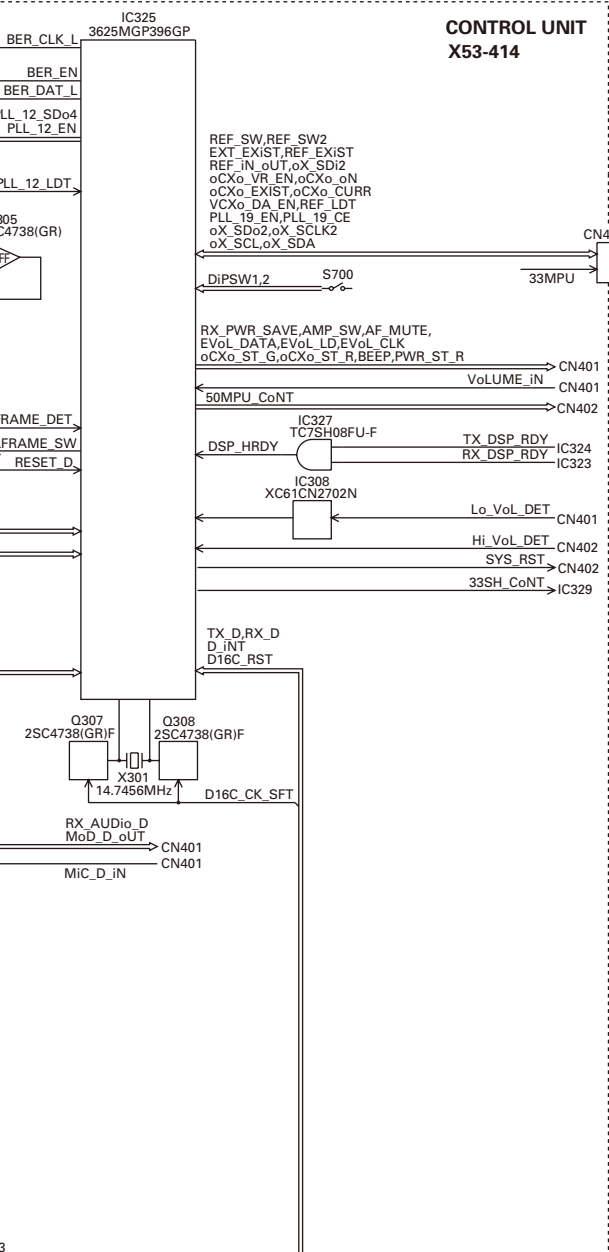 IC325
3625MGP396GP
CONTROL UNIT
X53-414
BER_CLK_L
BER_EN
BER_DAT_L
LL_12_SDo4
PLL_12_EN
REF_SW,REF_SW2
EXT_EXiST,REF_EXiST
REF_iN_oUT,oX_SDi2
oCXo_VR_EN,oCXo_oN
oCXo_EXIST,oCXo_CURR
VCXo_DA_EN,REF_LDT
PLL_19_EN,PLL_19_CE
oX_SDo2,oX_SCLK2
oX_SCL,oX_SDA
PLL_12_LDT
305
C4738(GR)
FF
CN4
33MPU
DiPSW1,2
S700
RX_PWR_SAVE,AMP_SW,AF_MUTE,
EVoL_DATA,EVoL_LD,EVoL_CLK
oCXo_ST_G,oCXo_ST_R,BEEP,PWR_ST_R
CN401
VoLUME_iN
CN401
50MPU_CoNT
CN402
FRAME_DET
AFRAME_SW
RESET_D
IC327
TC7SH08FU-F
DSP_HRDY
TX_DSP_RDY
IC324
RX_DSP_RDY
IC323
IC308
XC61CN2702N
Lo_VoL_DET
CN401
Hi_VoL_DET
CN402
SYS_RST
CN402
33SH_CoNT
IC329
TX_D,RX_D
D_iNT
D16C_RST
Q307
2SC4738(GR)F
Q308
2SC4738(GR)F
X301
14.7456MHz
D16C_CK_SFT
RX_AUDio_D
MoD_D_oUT
CN401
CN401
MiC_D_iN
3